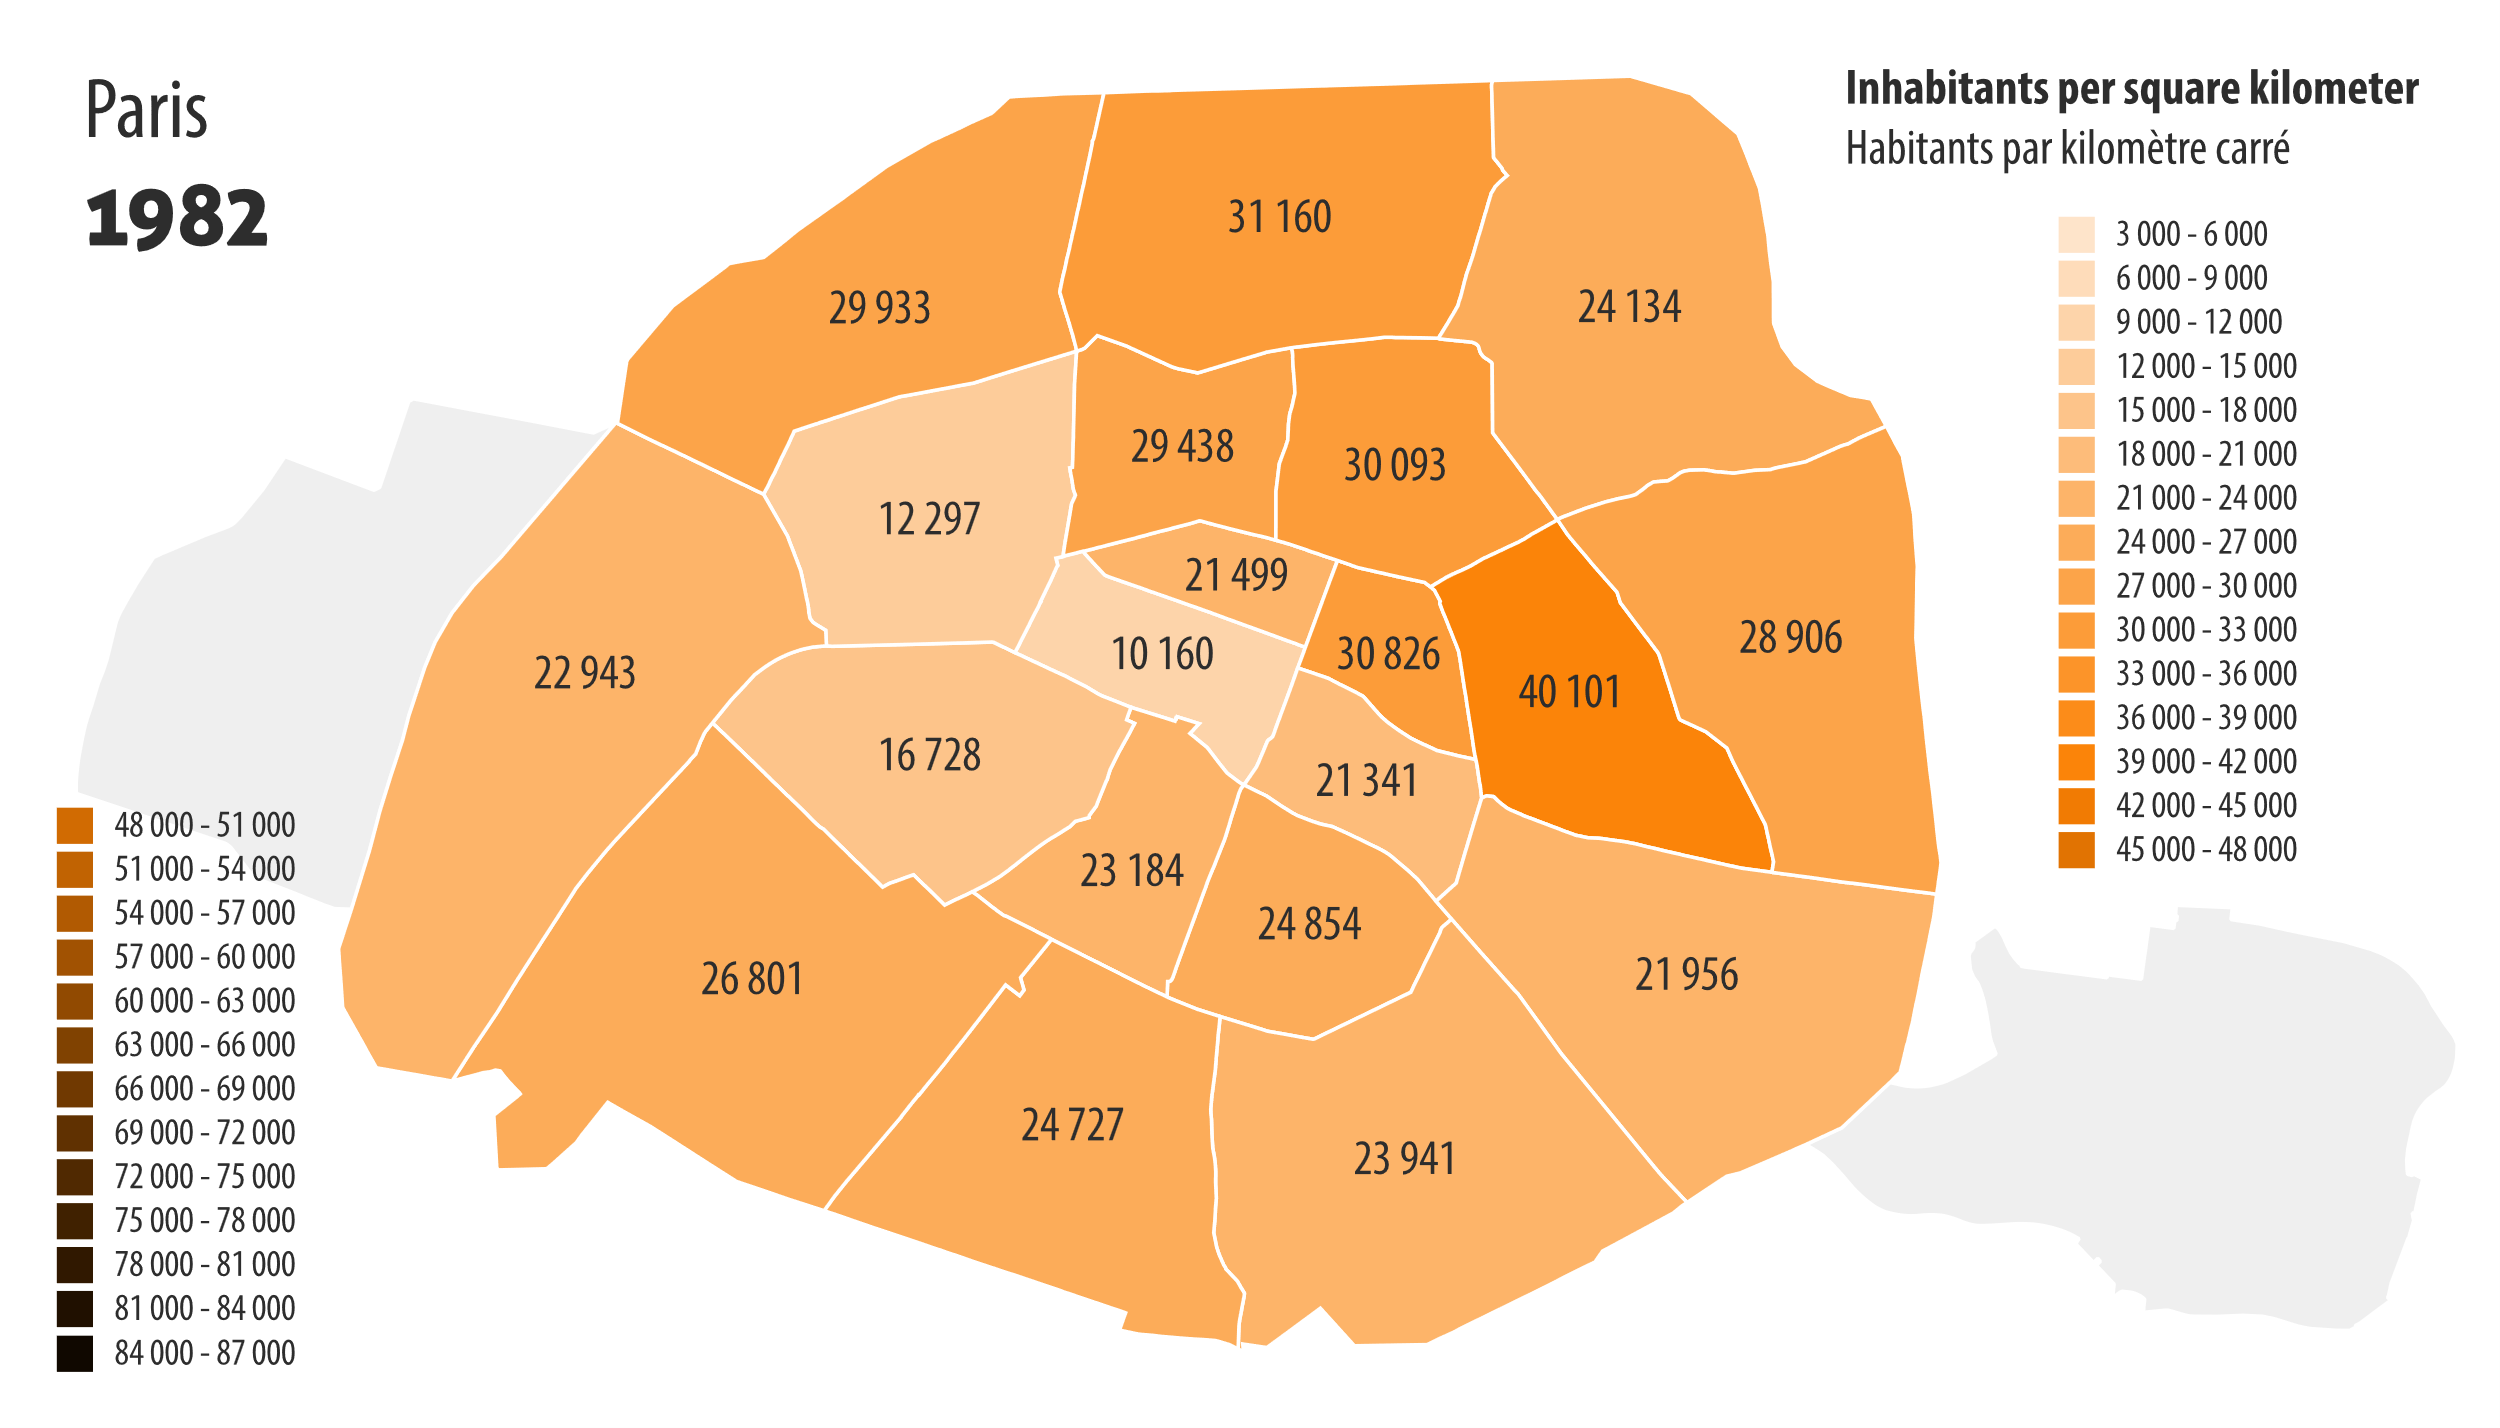 Paris
1982
Inhabitants per square kilometer
Habitants par kilomètre carré
3 000 - 6 000
6 000 - 9 000
9 000 - 12 000
12 000 - 15 000
15 000 - 18 000
18 000 - 21 000
21 000 - 24 000
24 000 - 27 000
27 000 - 30 000
30 000 - 33 000
33 000 - 36 000
36 000 - 39 000
39 000 - 42 000
42 000 - 45 000
45 000 - 48 000
31 160
29 933
24 134
29 438
30 093
12 297
21 499
28 906
10 160
30 826
22 943
40 101
16 728
21 341
23 184
24 854
26 801
21 956
24 727
23 941
48 000 - 51 000
51 000 - 54 000
54 000 - 57 000
57 000 - 60 000
60 000 - 63 000
63 000 - 66 000
66 000 - 69 000
69 000 - 72 000
72 000 - 75 000
75 000 - 78 000
78 000 - 81 000
81 000 - 84 000
84 000 - 87 000